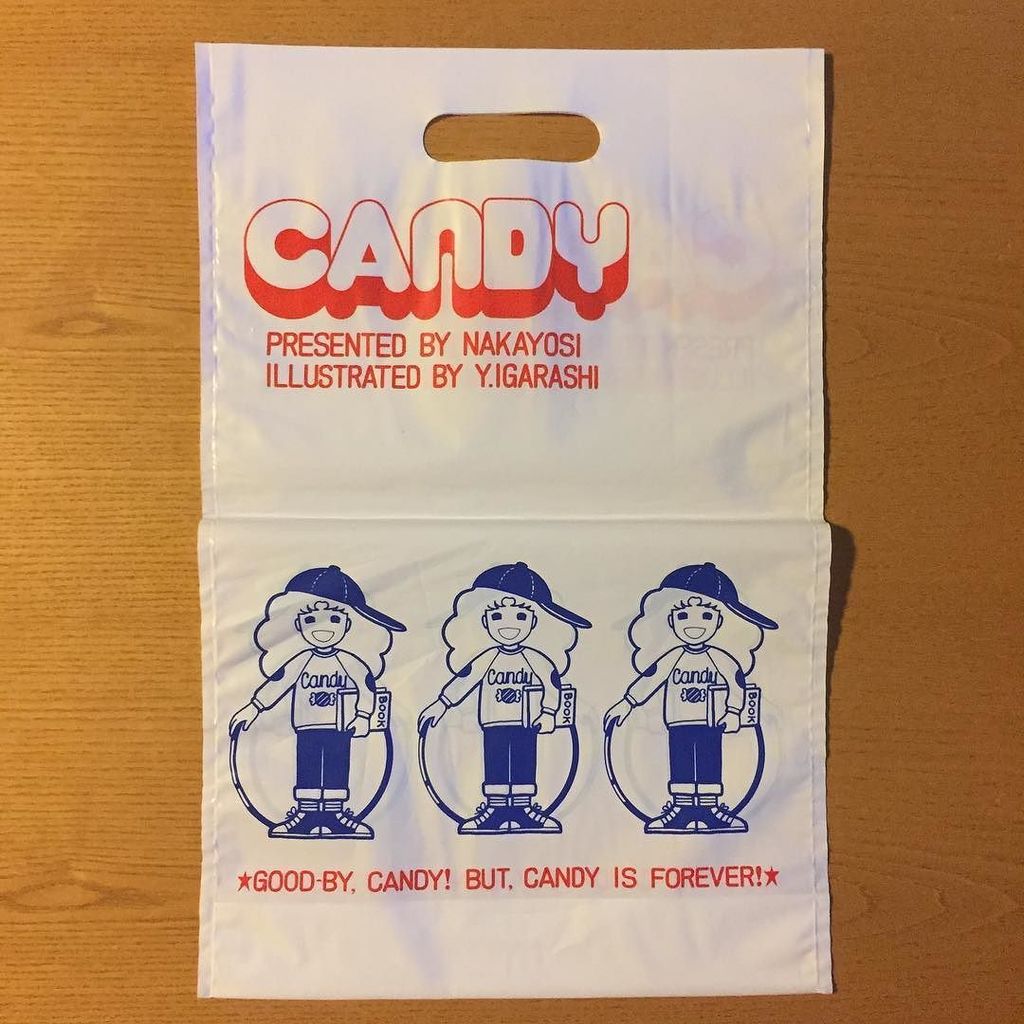 CANDY
PRESENTED BY NAKAYOSI
ILLUSTRATED BY Y.IGARASHI
Candy
BOOK
Candy
BOOK
Candy
BOOK
★GOOD-BY, CANDY! BUT, CANDY IS FOREVER!★